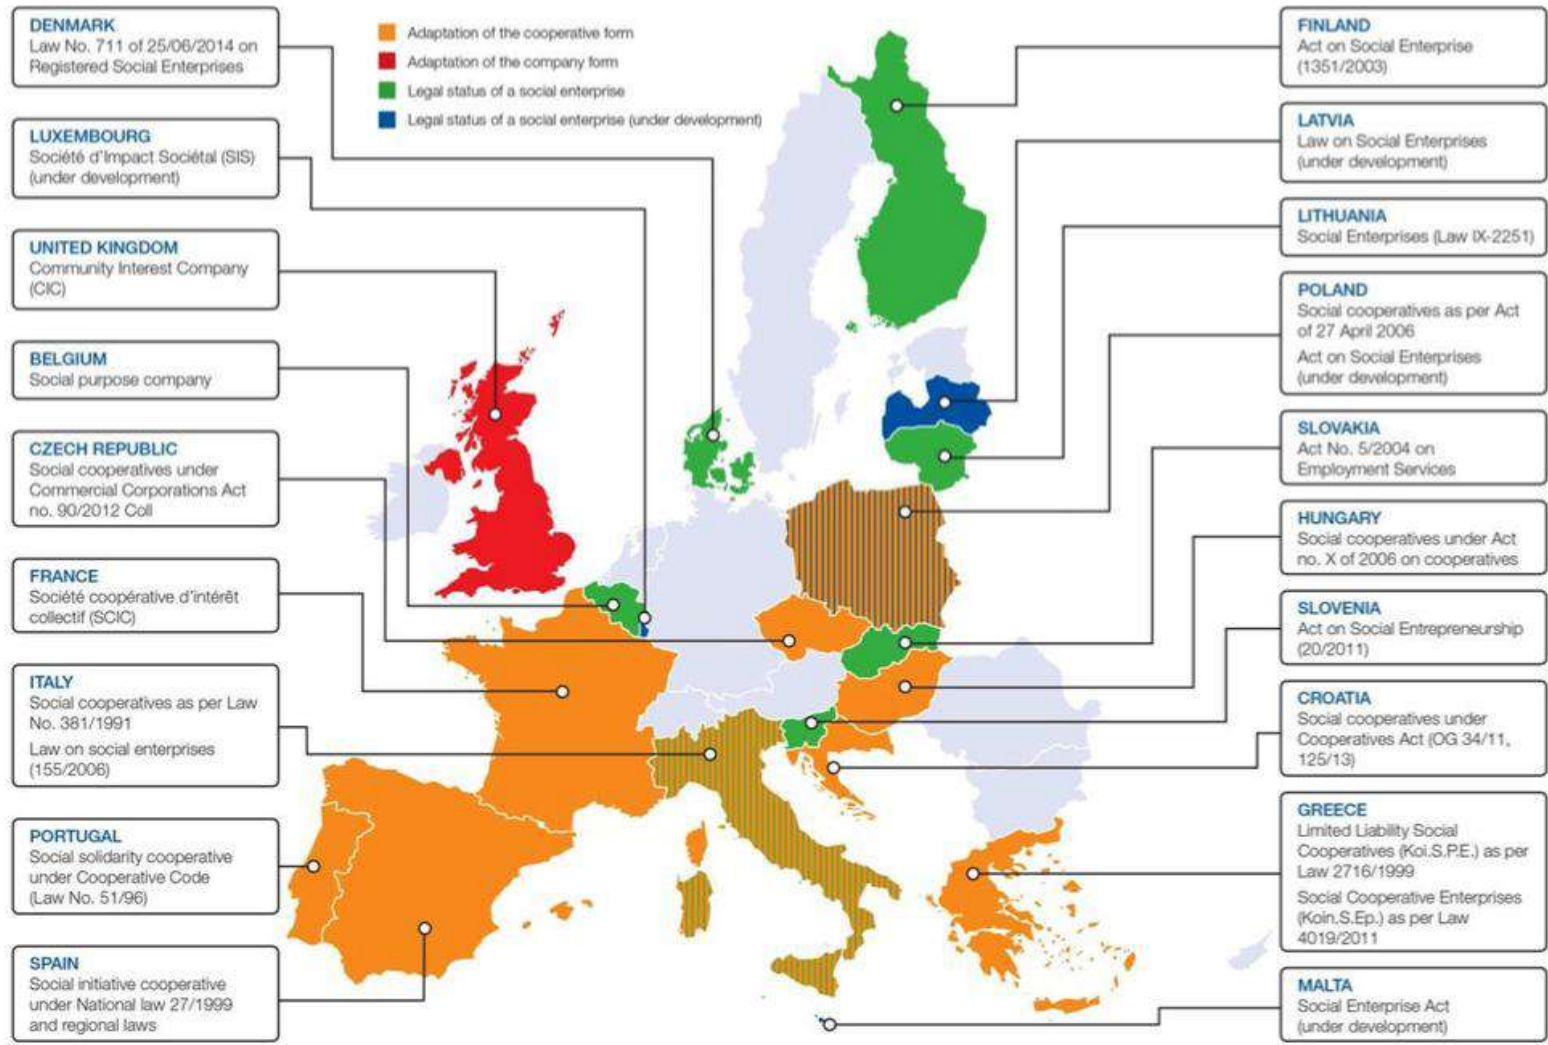 DENMARK
Law No. 711 of 25/06/2014 on
Registered Social Enterprises
LUXEMBOURG
Société d'Impact Sociétal (SIS)
(under development)
UNITED KINGDOM
Community Interest Company
(CIC)
BELGIUM
Social purpose company
CZECH REPUBLIC
Social cooperatives under
Commercial Corporations Act
no. 90/2012 Coll
FRANCE
Société coopérative d'intérêt
collectif (SCIC)
ITALY
Social cooperatives as per Law
No. 381/1991
Law on social enterprises
(155/2006)
PORTUGAL
Social solidarity cooperative
under Cooperative Code
(Law No. 51/96)
SPAIN
Social initiative cooperative
under National law 27/1999
and regional laws
Adaptation of the cooperative form
Adaptation of the company form
Legal status of a social enterprise
Legal status of a social enterprise (under development)
FINLAND
Act on Social Enterprise
(1351/2003)
LATVIA
Law on Social Enterprises
(under development)
LITHUANIA
Social Enterprises (Law IX-2251)
POLAND
Social cooperatives as per Act
of 27 April 2006
Act on Social Enterprises
(under development)
SLOVAKIA
Act No. 5/2004 on
Employment Services
HUNGARY
Social cooperatives under Act
no. X of 2006 on cooperatives
SLOVENIA
Act on Social Entrepreneurship
(20/2011)
CROATIA
Social cooperatives under
Cooperatives Act (OG 34/11,
125/13)
GREECE
Limited Liability Social
Cooperatives (Koi.S.P.E.) as per
Law 2716/1999
Social Cooperative Enterprises
(Koin.S.Ep.) as per Law
4019/2011
MALTA
Social Enterprise Act
(under development)